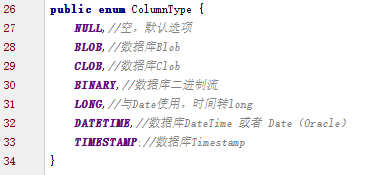 26 public enum ColumnType {
27 NULL,//空，默认选项
28 BLOB,//数据库Blob
29 CLOB,//数据库Clob
30 BINARY,//数据库二进制流
31 LONG,//与Date使用，时间转long
32 DATETIME,//数据库DateTime 或者 Date（Oracle）
33 TIMESTAMP;//数据库Timestamp
34 }